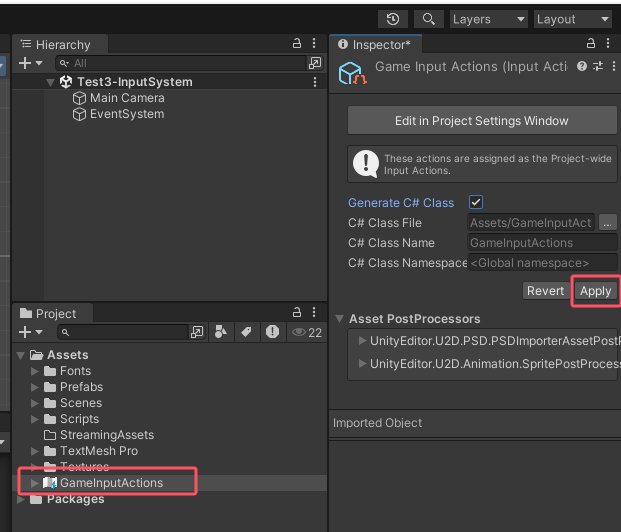 Layers
Layout
Hierarchy
All
Test3-InputSystem
Main Camera
EventSystem
Project
22
Assets
Fonts
Prefabs
Scenes
Scripts
StreamingAssets
TextMesh Pro
Textures
GameInputActions
Packages
Inspector*
Game Input Actions (Input Actio
Edit in Project Settings Window
These actions are assigned as the Project-wide
Input Actions.
Generate C# Class
C# Class File Assets/GameInputAct ...
C# Class Name GameInputActions
C# Class Namespace <Global namespace>
Revert Apply
Asset PostProcessors
UnityEditor.U2D.PSD.PSDImporterAssetPostP
UnityEditor.U2D.Animation.SpritePostProcess
Imported Object